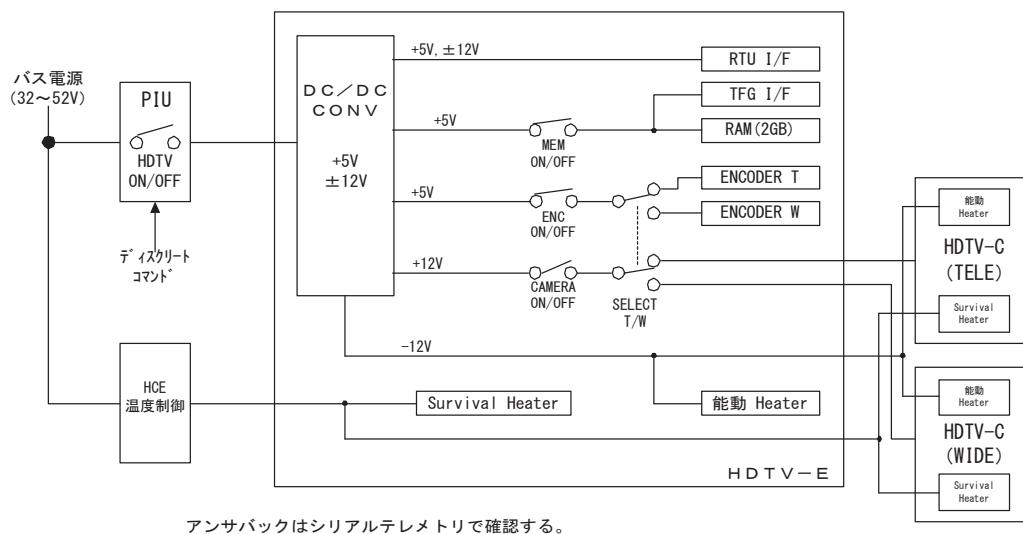 バス電源
(32～52V)
PIU
HDTV
ON/OFF
ディスクリート
コマンド
HCE
温度制御
DC／DC
CONV
+5V
±12V
+5V, ±12V
+5V
+5V
+12V
-12V
MEM
ON/OFF
ENC
ON/OFF
CAMERA
ON/OFF
SELECT
T/W
RTU I/F
TFG I/F
RAM(2GB)
ENCODER T
ENCODER W
Survival Heater
能動 Heater
HDTV－E
能動
Heater
HDTV-C
(TELE)
Survival
Heater
能動
Heater
HDTV-C
(WIDE)
Survival
Heater
アンサバックはシリアルテレメトリで確認する。